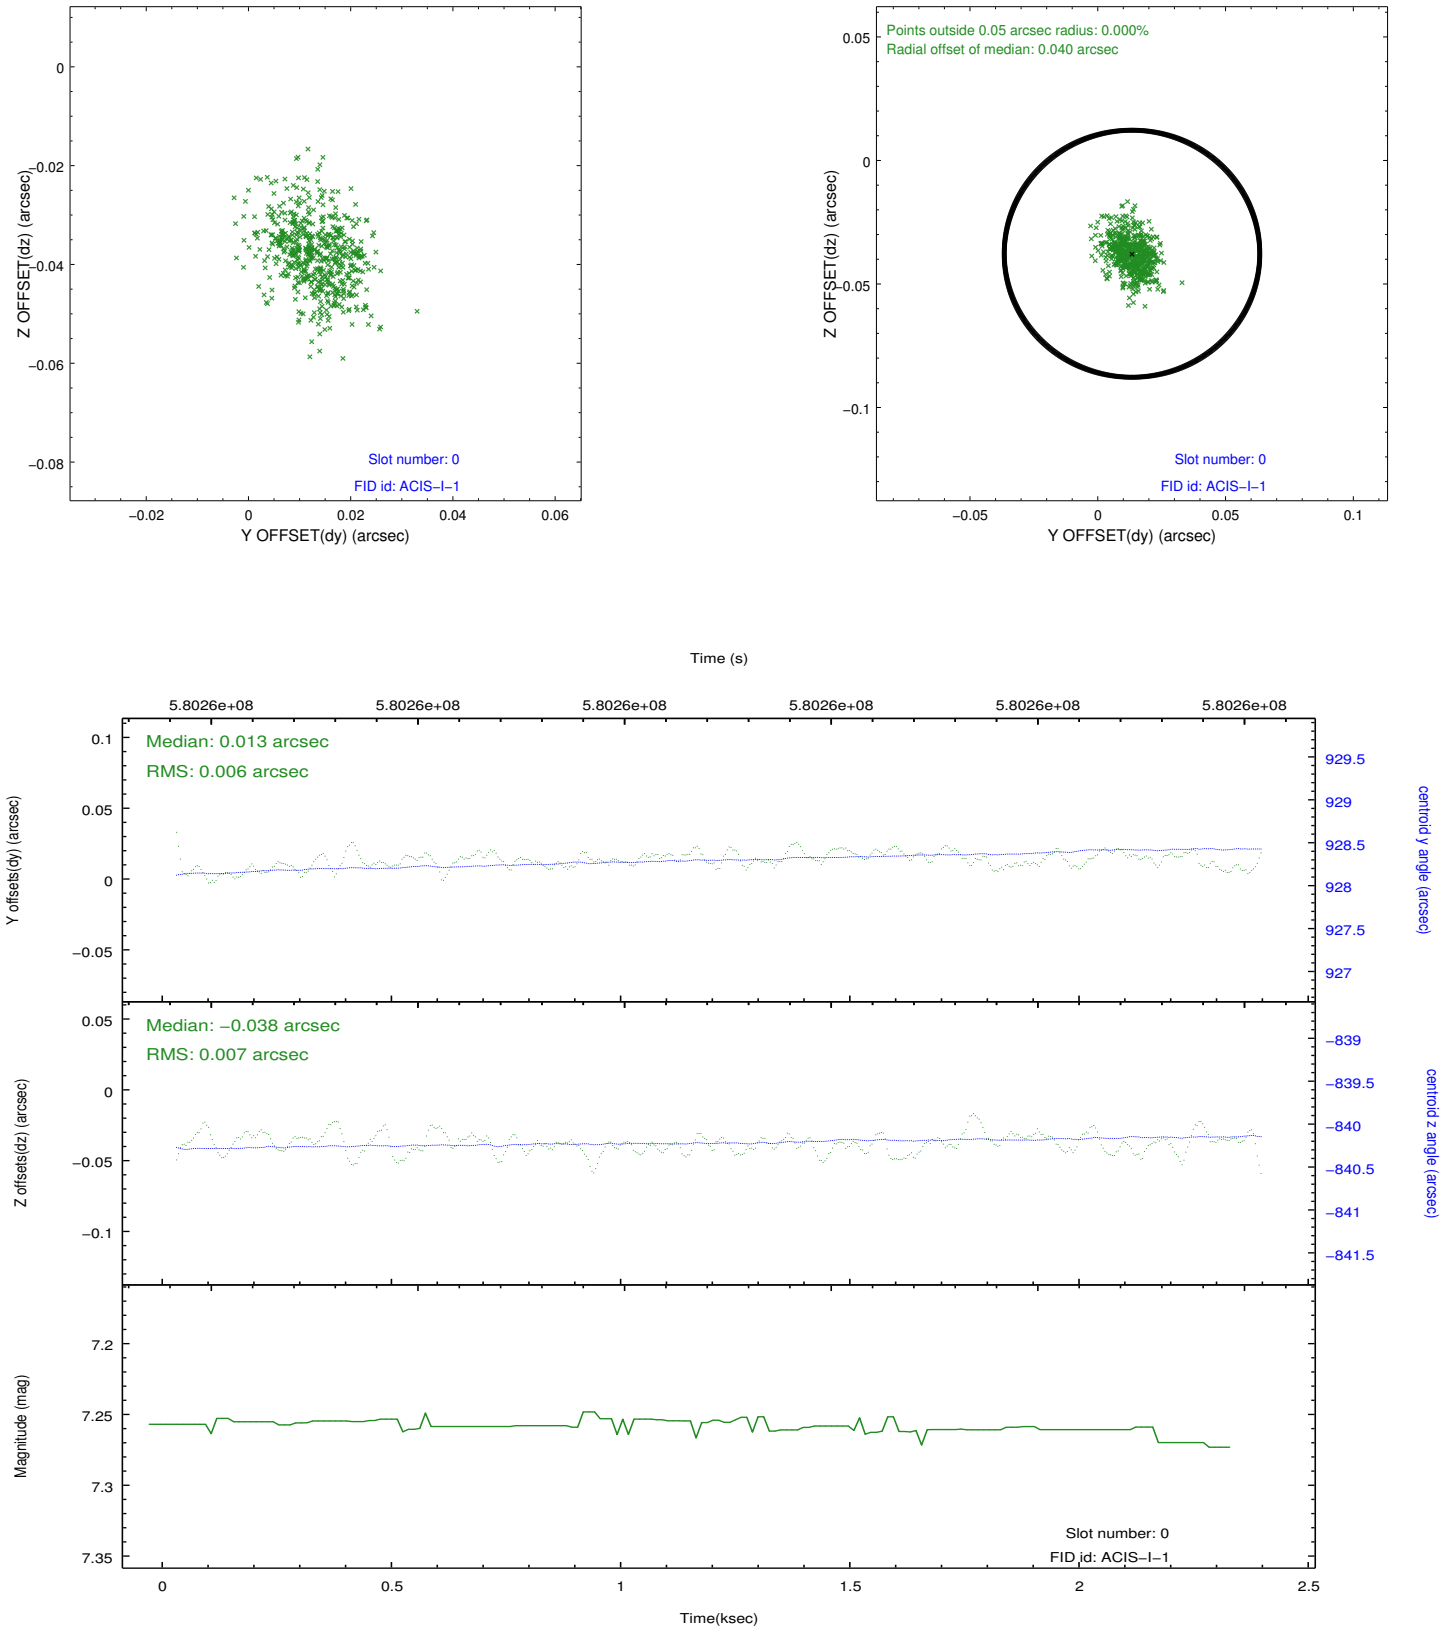 0
−0.02
−0.04
−0.06
−0.08
Z OFFSET(dz) (arcsec)
Slot number: 0
FID id: ACIS−I−1
−0.02 0 0.02 0.04 0.06
Y OFFSET(dy) (arcsec)
Points outside 0.05 arcsec radius: 0.000%
Radial offset of median: 0.040 arcsec
0.05
0
−0.05
−0.1
Z OFFSET(dz) (arcsec)
Slot number: 0
FID id: ACIS−I−1
−0.05 0 0.05 0.1
Y OFFSET(dy) (arcsec)
Time (s)
5.8026e+08 5.8026e+08 5.8026e+08 5.8026e+08 5.8026e+08 5.8026e+08
Median: 0.013 arcsec
RMS: 0.006 arcsec
0.1
0.05
0
−0.05
Y offsets(dy) (arcsec)
929.5
929
928.5
928
927.5
927
centroid y angle (arcsec)
Median: −0.038 arcsec
RMS: 0.007 arcsec
0.05
0
−0.05
−0.1
Z offsets(dz) (arcsec)
−839
−839.5
−840
−840.5
−841
−841.5
centroid z angle (arcsec)
7.2
7.25
7.3
7.35
Magnitude (mag)
Slot number: 0
FID id: ACIS−I−1
0 0.5 1 1.5 2 2.5
Time(ksec)